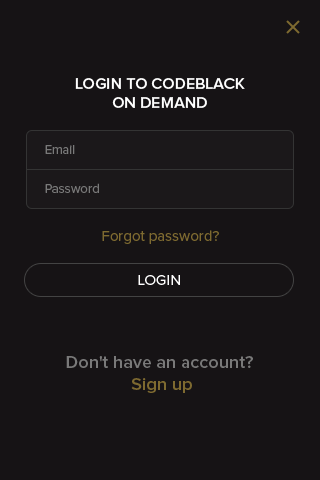 LOGIN TO CODEBLACK
ON DEMAND
Email
Password
Forgot password?
LOGIN
Don't have an account?
Sign up